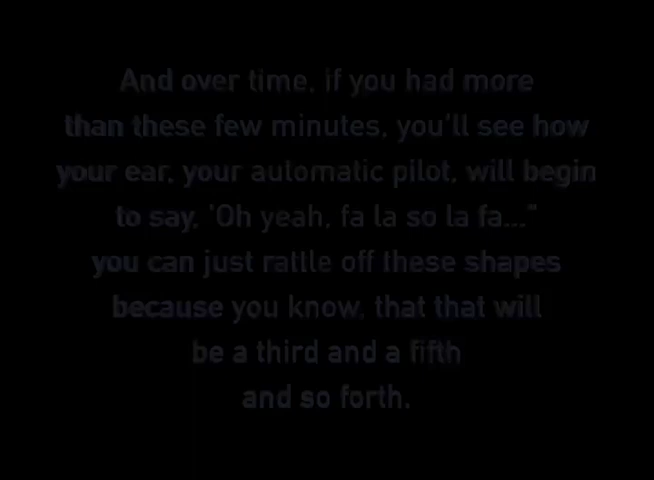 And over time, if you had more
than these few minutes, you'll see how
your ear, your automatic pilot, will begin
to say, 'Oh yeah, fa la so la fa..."
you can just rattle off these shapes
because you know, that that will
be a third and a fifth
and so forth.